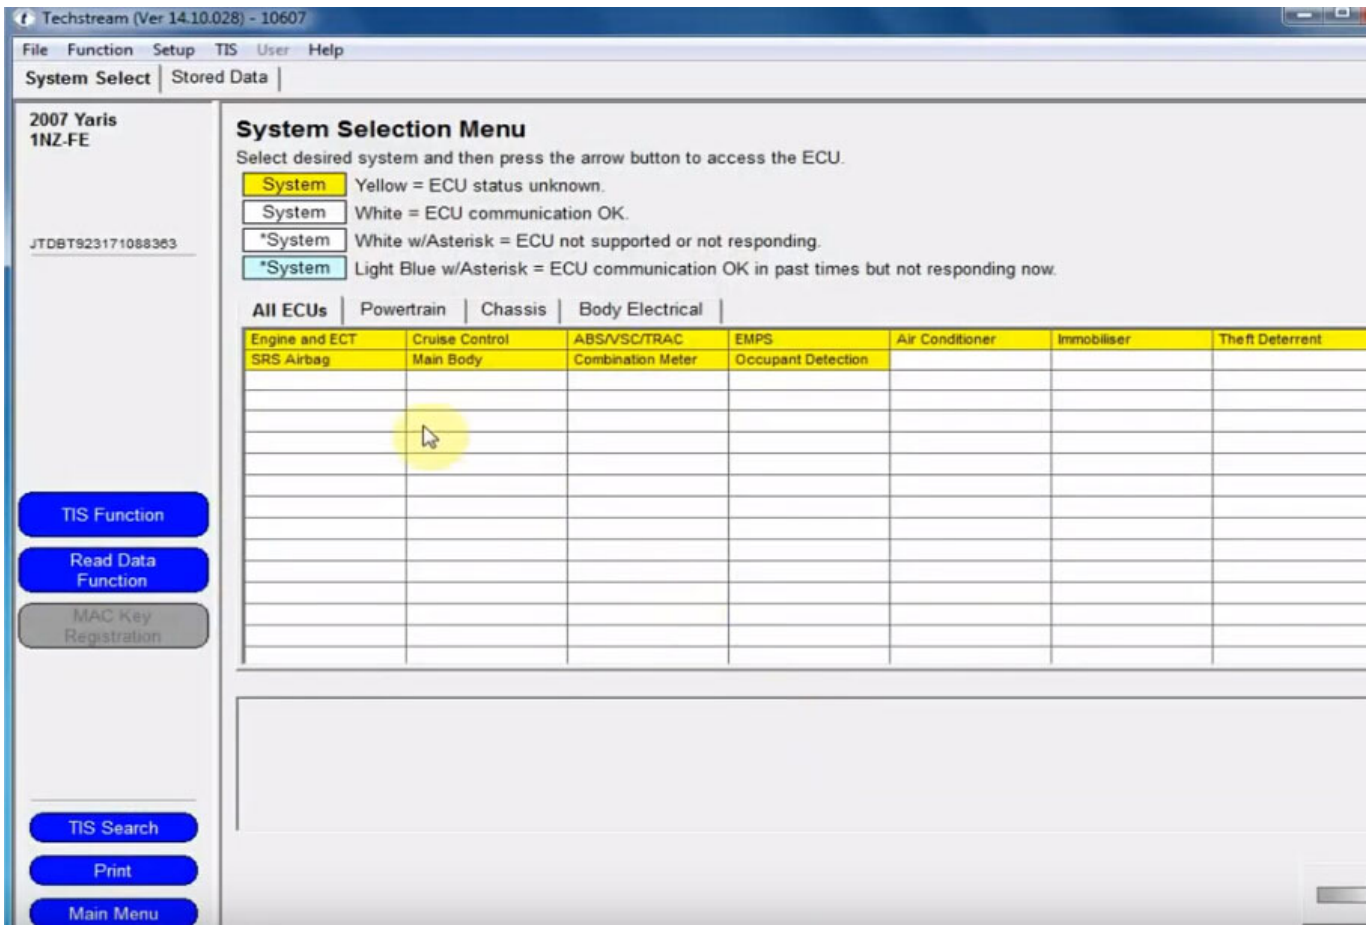 Techstream (Ver 14.10.028) - 10607
File Function Setup TIS User Help
System Select Stored Data
2007 Yaris
1NZ-FE
JTDBT923171088363
System Selection Menu
Select desired system and then press the arrow button to access the ECU.
System Yellow = ECU status unknown.
System White = ECU communication OK.
*System White w/Asterisk = ECU not supported or not responding.
*System Light Blue w/Asterisk = ECU communication OK in past times but not responding now.
All ECUs Powertrain Chassis Body Electrical
Engine and ECT Cruise Control ABS/VSC/TRAC EMPS Air Conditioner Immobiliser Theft Deterrent
SRS Airbag Main Body Combination Meter Occupant Detection
TIS Function
Read Data
Function
MAC Key
Registration
TIS Search
Print
Main Menu